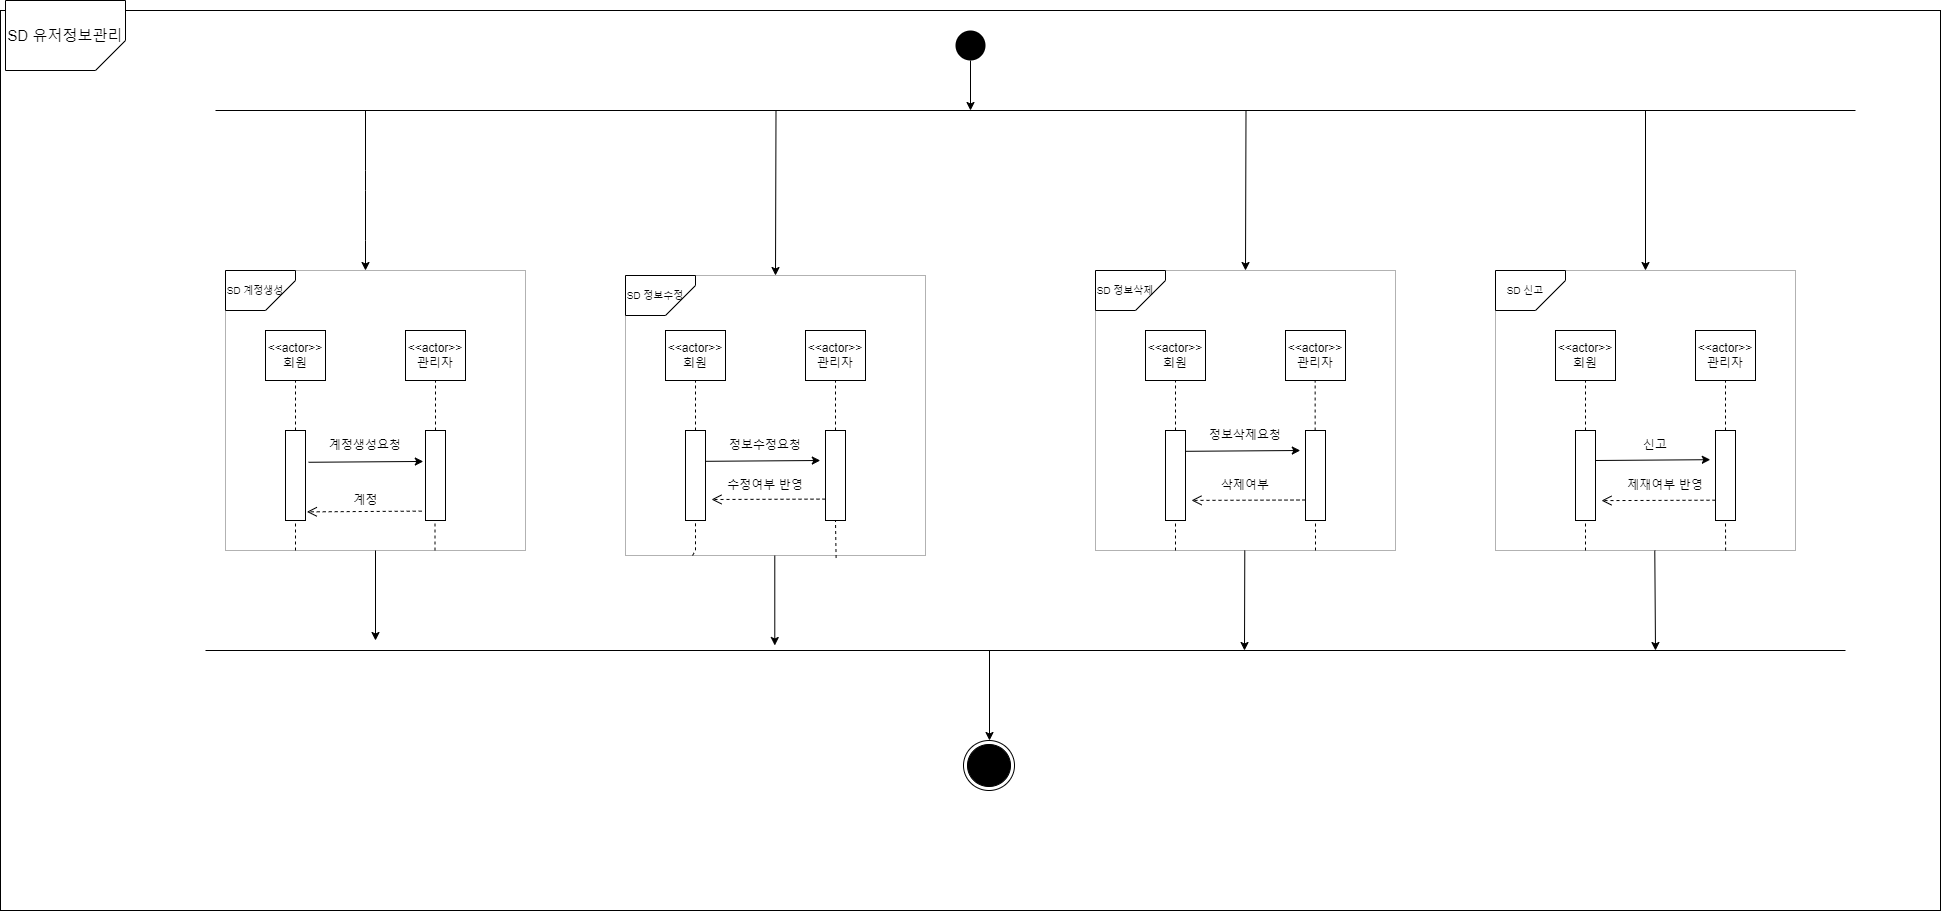 SD 유저정보관리
SD 계정생성
<<actor>>
회원
<<actor>>
관리자
계정생성요청
계정
SD 정보수정
<<actor>>
회원
<<actor>>
관리자
정보수정요청
수정여부 반영
SD 정보삭제
<<actor>>
회원
<<actor>>
관리자
정보삭제요청
삭제여부
SD 신고
<<actor>>
회원
<<actor>>
관리자
신고
제재여부 반영